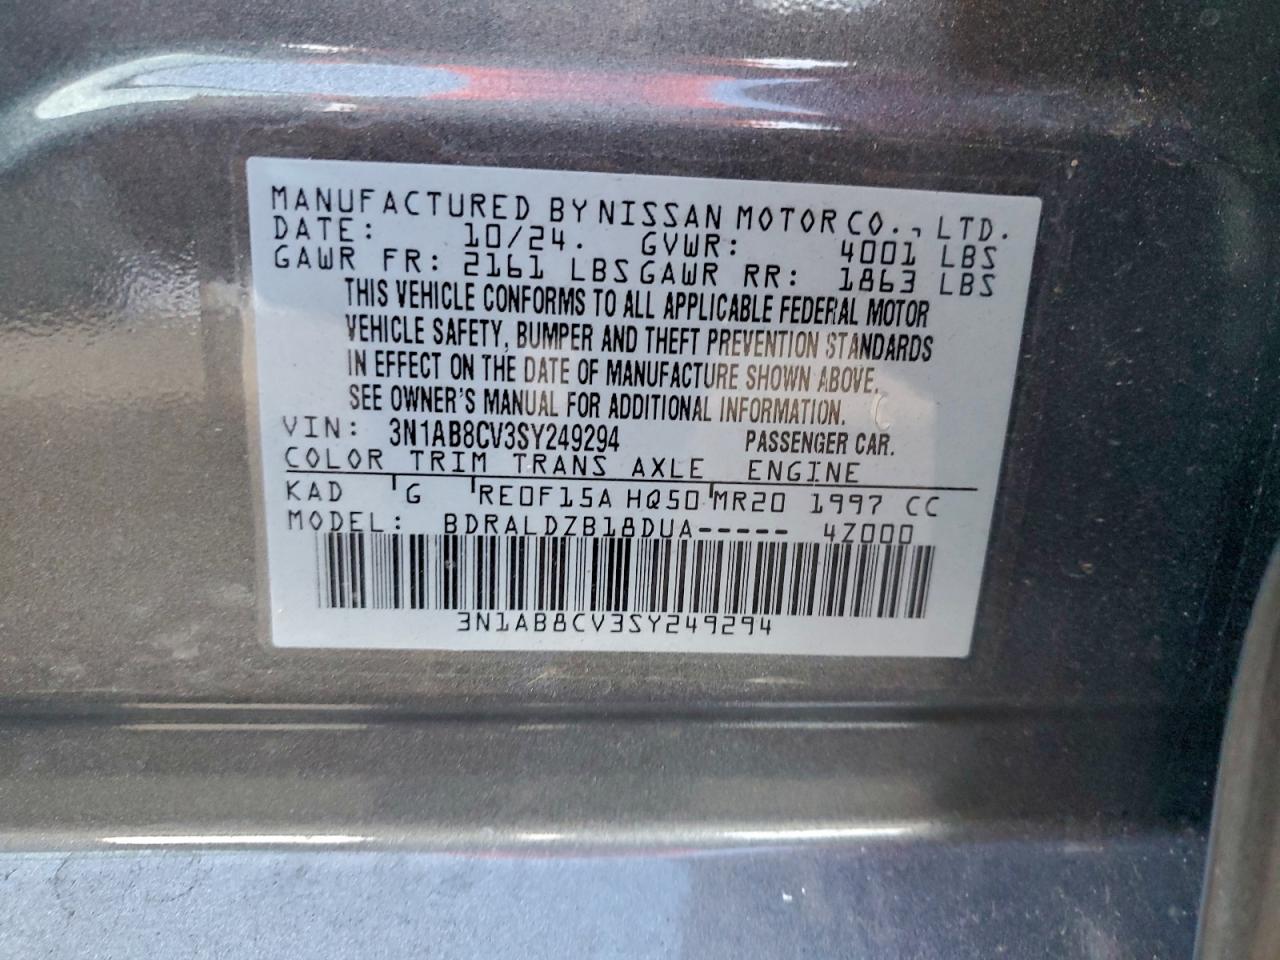 MANUFACTURED BY NISSAN MOTOR CO., LTD.
DATE: 10/24. GVWR: 4001 LBS
GAWR FR: 2161 LBS GAWR RR: 1863 LBS
THIS VEHICLE CONFORMS TO ALL APPLICABLE FEDERAL MOTOR
VEHICLE SAFETY, BUMPER AND THEFT PREVENTION STANDARDS
IN EFFECT ON THE DATE OF MANUFACTURE SHOWN ABOVE.
SEE OWNER'S MANUAL FOR ADDITIONAL INFORMATION.
VIN: 3N1AB8CV3SY249294 PASSENGER CAR.
COLOR TRIM TRANS AXLE ENGINE
KAD G RE0F15A HQ50 MR20 1997 CC
MODEL: BDRALDZB18DUA----- 4Z000
3N1AB8CV3SY249294